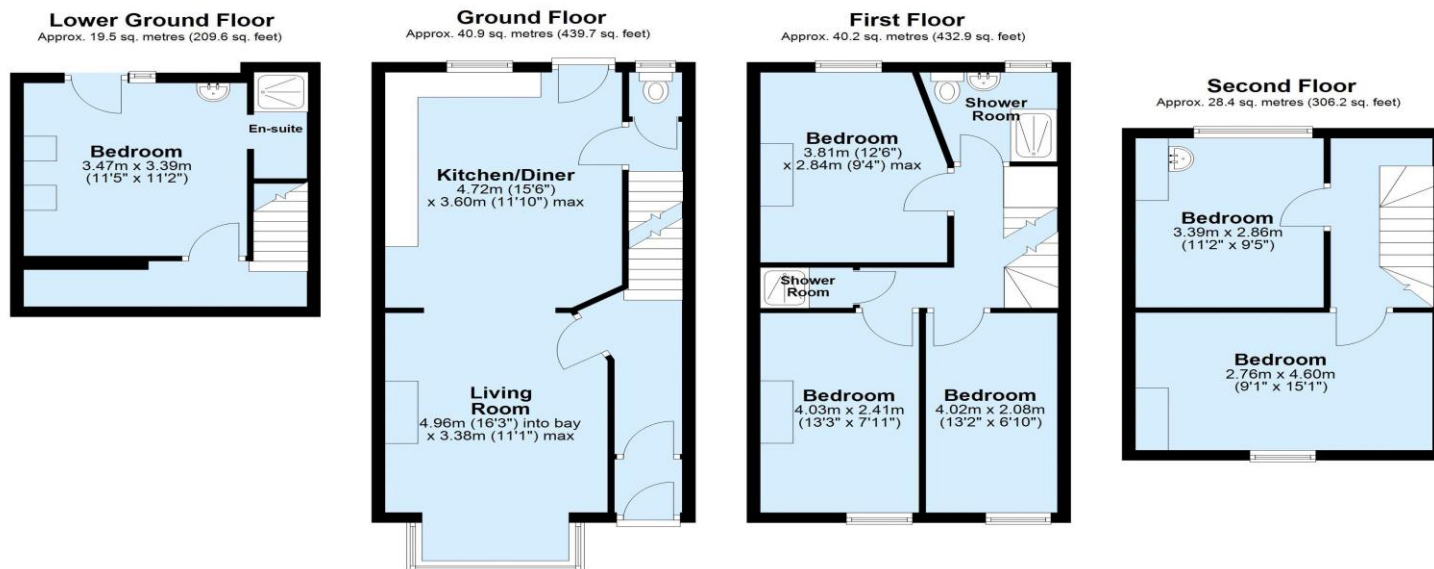 Lower Ground Floor
Approx. 19.5 sq. metres (209.6 sq. feet)
En-suite
Bedroom
3.47m x 3.39m
(11'5" x 11'2")
Ground Floor
Approx. 40.9 sq. metres (439.7 sq. feet)
Kitchen/Diner
4.72m (15'6")
x 3.60m (11'10") max
Living
Room
4.96m (16'3") into bay
x 3.38m (11'1") max
First Floor
Approx. 40.2 sq. metres (432.9 sq. feet)
Shower
Room
Bedroom
3.81m (12'6")
x 2.84m (9'4") max
Shower
Room
Bedroom
4.03m x 2.41m
(13'3" x 7'11")
Bedroom
4.02m x 2.08m
(13'2" x 6'10")
Second Floor
Approx. 28.4 sq. metres (306.2 sq. feet)
Bedroom
3.39m x 2.86m
(11'2" x 9'5")
Bedroom
2.76m x 4.60m
(9'1" x 15'1")